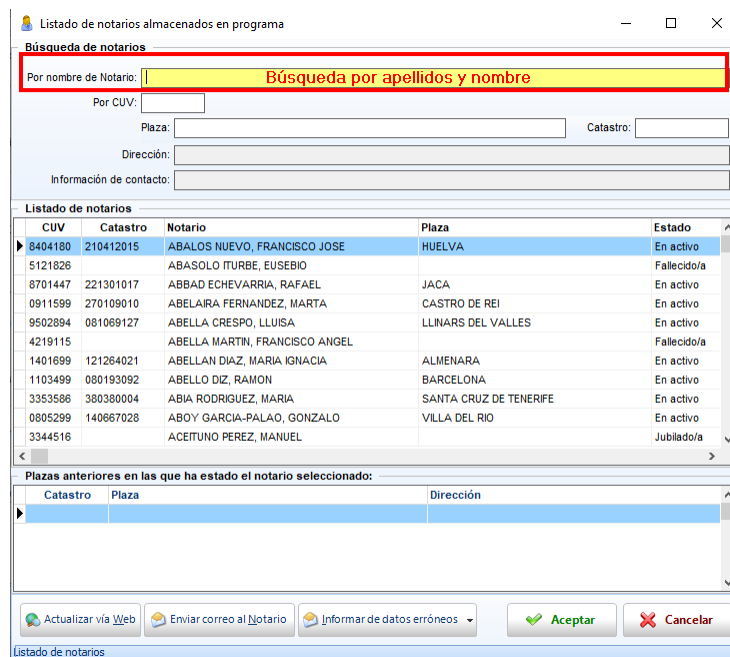 Listado de notarios almacenados en programa
Búsqueda de notarios
Por nombre de Notario: Búsqueda por apellidos y nombre
Por CUV:
Plaza: Catastro:
Dirección:
Información de contacto:
Listado de notarios
CUV Catastro Notario Plaza Estado
8404180 210412015 ABALOS NUEVO, FRANCISCO JOSE HUELVA En activo
5121826 ABASOLO ITURBE, EUSEBIO Fallecido/a
8701447 221301017 ABBAD ECHEVARRIA, RAFAEL JACA En activo
0911599 270109010 ABELAIRA FERNANDEZ, MARTA CASTRO DE REI En activo
9502894 081069127 ABELLA CRESPO, LLUISA LLINARS DEL VALLES En activo
4219115 ABELLA MARTIN, FRANCISCO ANGEL Fallecido/a
1401699 121264021 ABELLAN DIAZ, MARIA IGNACIA ALMENARA En activo
1103499 080193092 ABELLO DIZ, RAMON BARCELONA En activo
3353586 380380004 ABIA RODRIGUEZ, MARIA SANTA CRUZ DE TENERIFE En activo
0805299 140667028 ABOY GARCIA-PALAO, GONZALO VILLA DEL RIO En activo
3344516 ACEITUNO PEREZ, MANUEL Jubilado/a
Plazas anteriores en las que ha estado el notario seleccionado:
Catastro Plaza Dirección
Actualizar vía Web Enviar correo al Notario Informar de datos erróneos Aceptar Cancelar
Listado de notarios